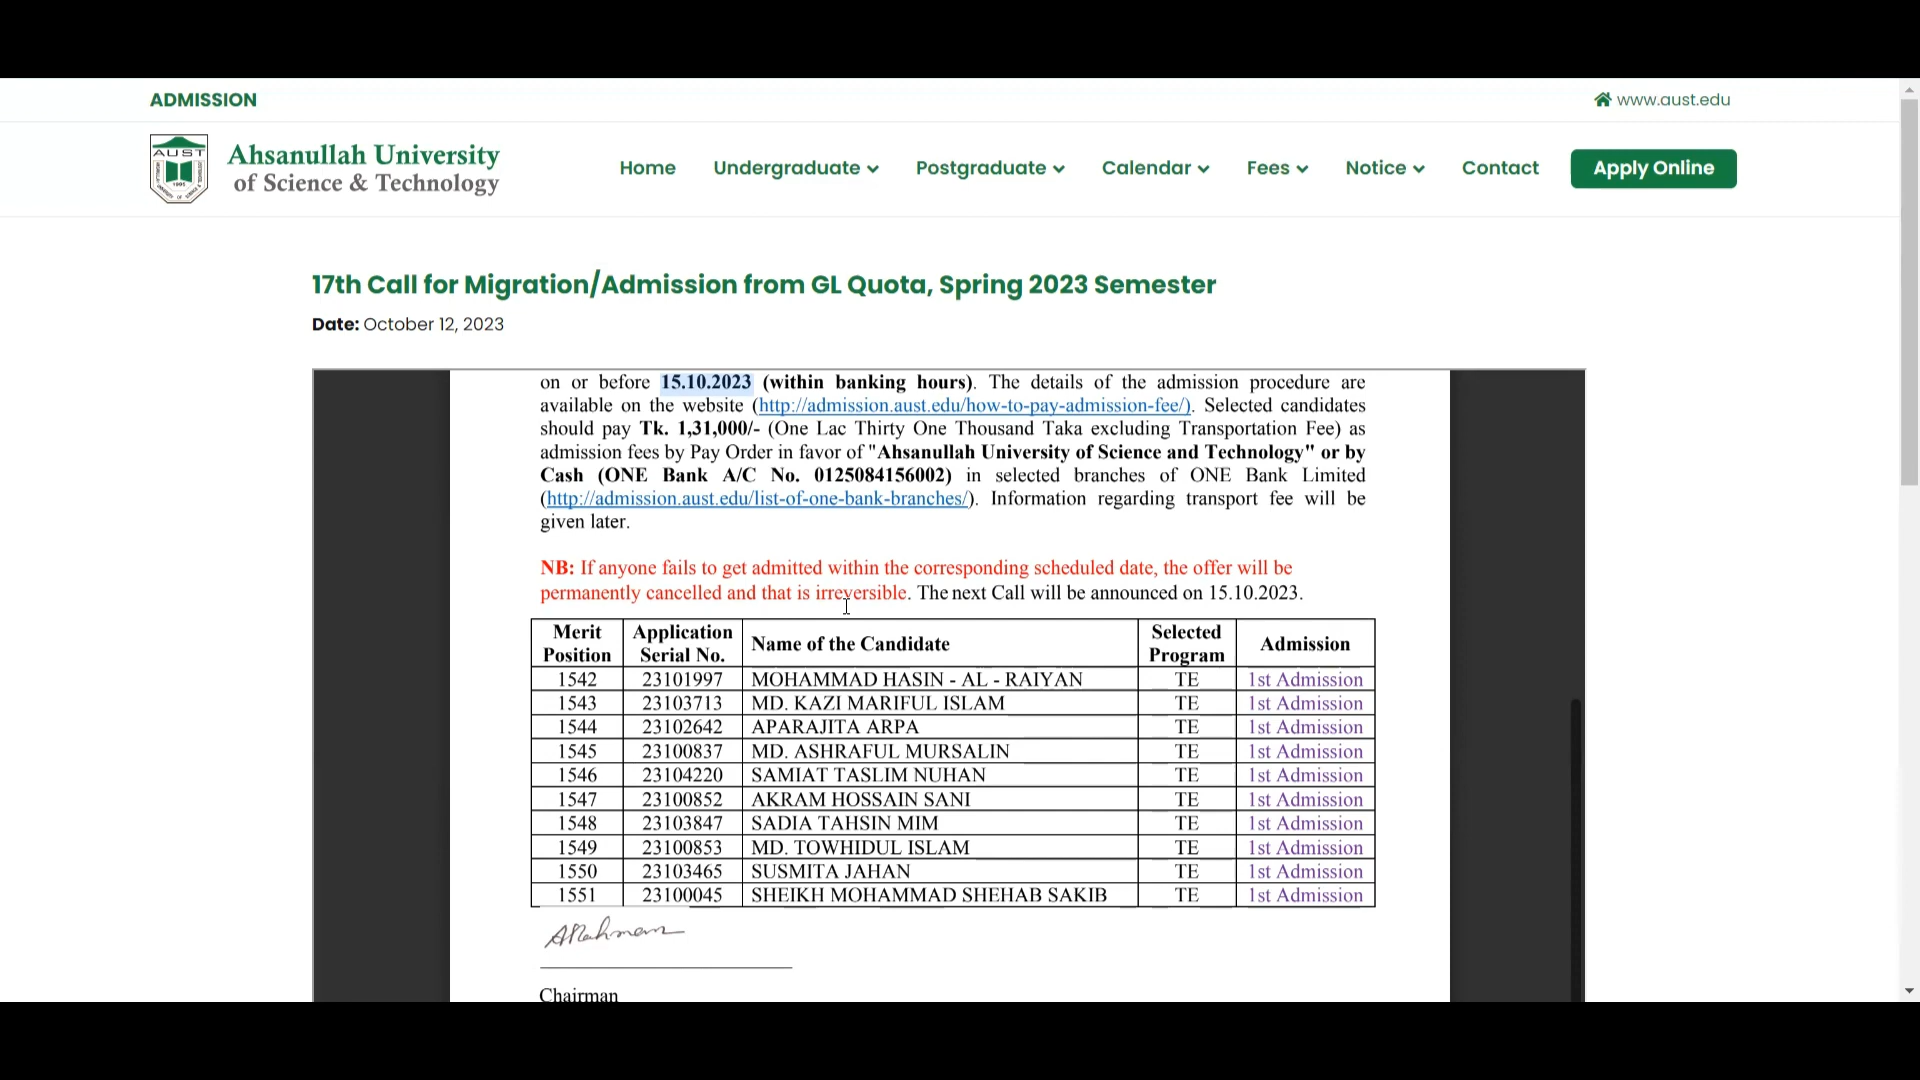 ADMISSION
www.aust.edu
AUST
Ahsanullah University
of Science & Technology
Home Undergraduate Postgraduate Calendar Fees Notice Contact Apply Online
17th Call for Migration/Admission from GL Quota, Spring 2023 Semester
Date: October 12, 2023
on or before 15.10.2023 (within banking hours). The details of the admission procedure are
available on the website (http://admission.aust.edu/how-to-pay-admission-fee/). Selected candidates
should pay Tk. 1,31,000/- (One Lac Thirty One Thousand Taka excluding Transportation Fee) as
admission fees by Pay Order in favor of "Ahsanullah University of Science and Technology" or by
Cash (ONE Bank A/C No. 0125084156002) in selected branches of ONE Bank Limited
(http://admission.aust.edu/list-of-one-bank-branches/). Information regarding transport fee will be
given later.
NB: If anyone fails to get admitted within the corresponding scheduled date, the offer will be
permanently cancelled and that is irreversible. The next Call will be announced on 15.10.2023.
Merit Position Application Serial No. Name of the Candidate Selected Program Admission
1542 23101997 MOHAMMAD HASIN - AL - RAIYAN TE 1st Admission
1543 23103713 MD. KAZI MARIFUL ISLAM TE 1st Admission
1544 23102642 APARAJITA ARPA TE 1st Admission
1545 23100837 MD. ASHRAFUL MURSALIN TE 1st Admission
1546 23104220 SAMIAT TASLIM NUHAN TE 1st Admission
1547 23100852 AKRAM HOSSAIN SANI TE 1st Admission
1548 23103847 SADIA TAHSIN MIM TE 1st Admission
1549 23100853 MD. TOWHIDUL ISLAM TE 1st Admission
1550 23103465 SUSMITA JAHAN TE 1st Admission
1551 23100045 SHEIKH MOHAMMAD SHEHAB SAKIB TE 1st Admission
ARahman
Chairman